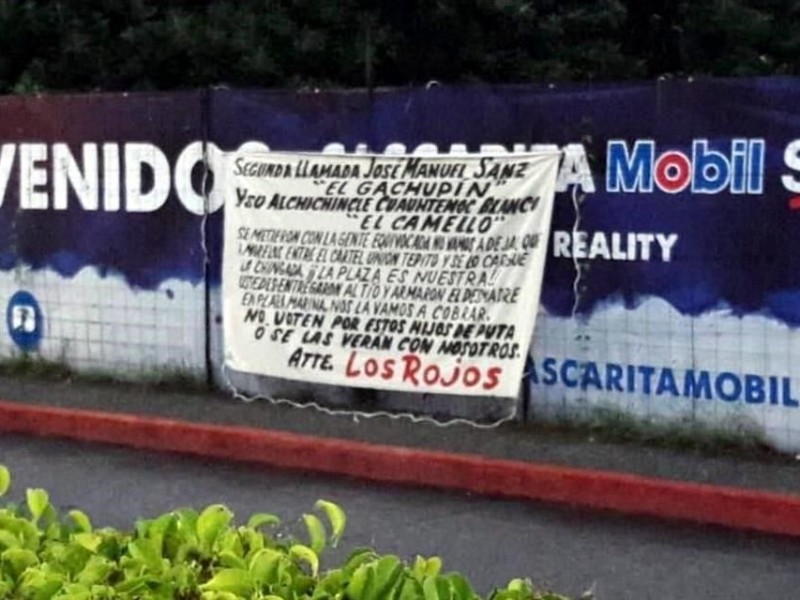 VENIDOS
CASCARITA Mobil S
REALITY
ASCARITAMOBIL
SEGUNDA LLAMADA JOSÉ MANUEL SANZ
"EL GACHUPIN"
Y SU ALCHICHINCLE CUAUHTEMOC BLANCO
"EL CAMELLO"
SE METIERON CON LA GENTE EQUIVOCADA NO VAMOS A DEJAR QUE
A MORELOS ENTRE EL CARTEL UNION TEPITO Y SE LO CARGUE
LA CHINGADA ¡¡LA PLAZA ES NUESTRA!
USTEDES ENTREGARON AL TIO Y ARMARON EL DESMADRE
EN PLAZA MARINA, NOS LA VAMOS A COBRAR.
NO VOTEN POR ESTOS HIJOS DE PUTA
O SE LAS VERAN CON NOSOTROS.
ATTE. LOS ROJOS